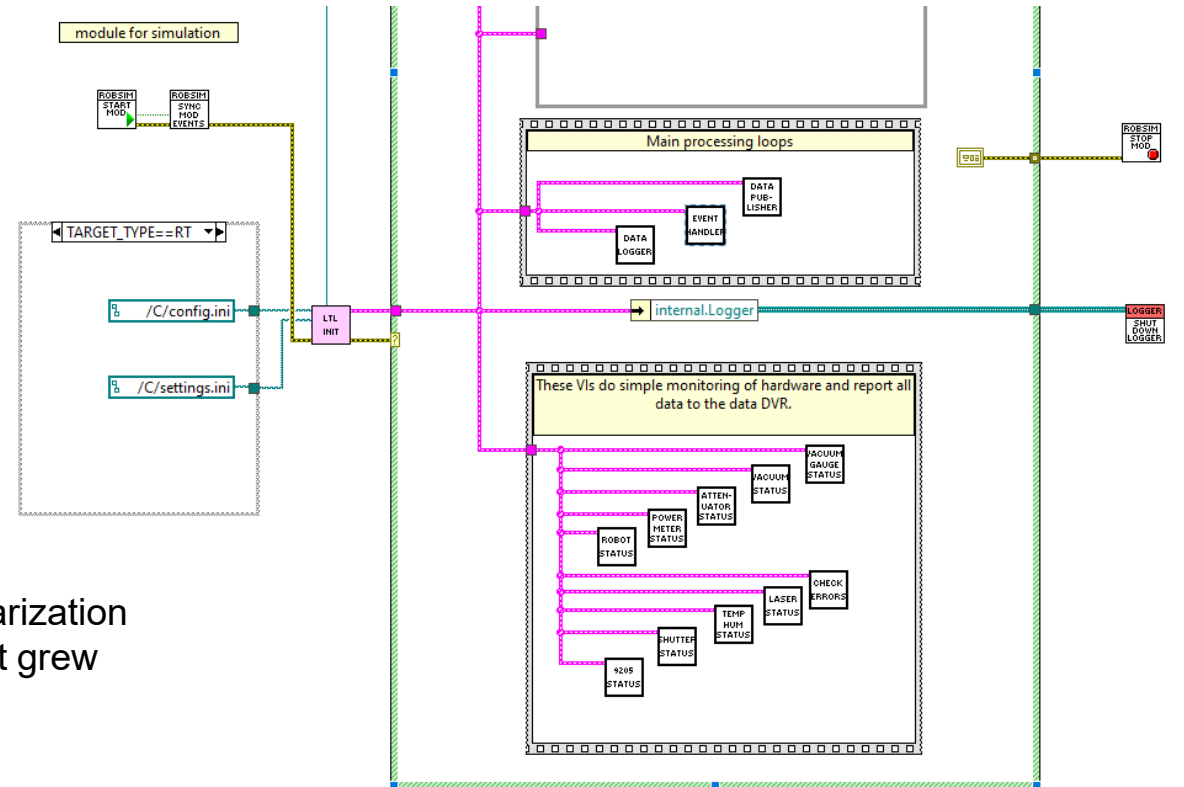 module for simulation
ROBSIM
START
MOD
ROBSIM
SYNC
MOD
EVENTS
ROBSIM
STOP
MOD
Main processing loops
DATA
PUB-
LISHER
EVENT
HANDLER
DATA
LOGGER
TARGET_TYPE==RT
/C/config.ini
/C/settings.ini
LTL
INIT
?
internal.Logger
LOGGER
SHUT
DOWN
LOGGER
These VIs do simple monitoring of hardware and report all
data to the data DVR.
VACUUM
GAUGE
STATUS
VACUUM
STATUS
ATTEN-
UATOR
STATUS
POWER
METER
STATUS
ROBOT
STATUS
CHECK
ERRORS
LASER
STATUS
TEMP
HUM
STATUS
SHUTTER
STATUS
9205
STATUS
arization
t grew